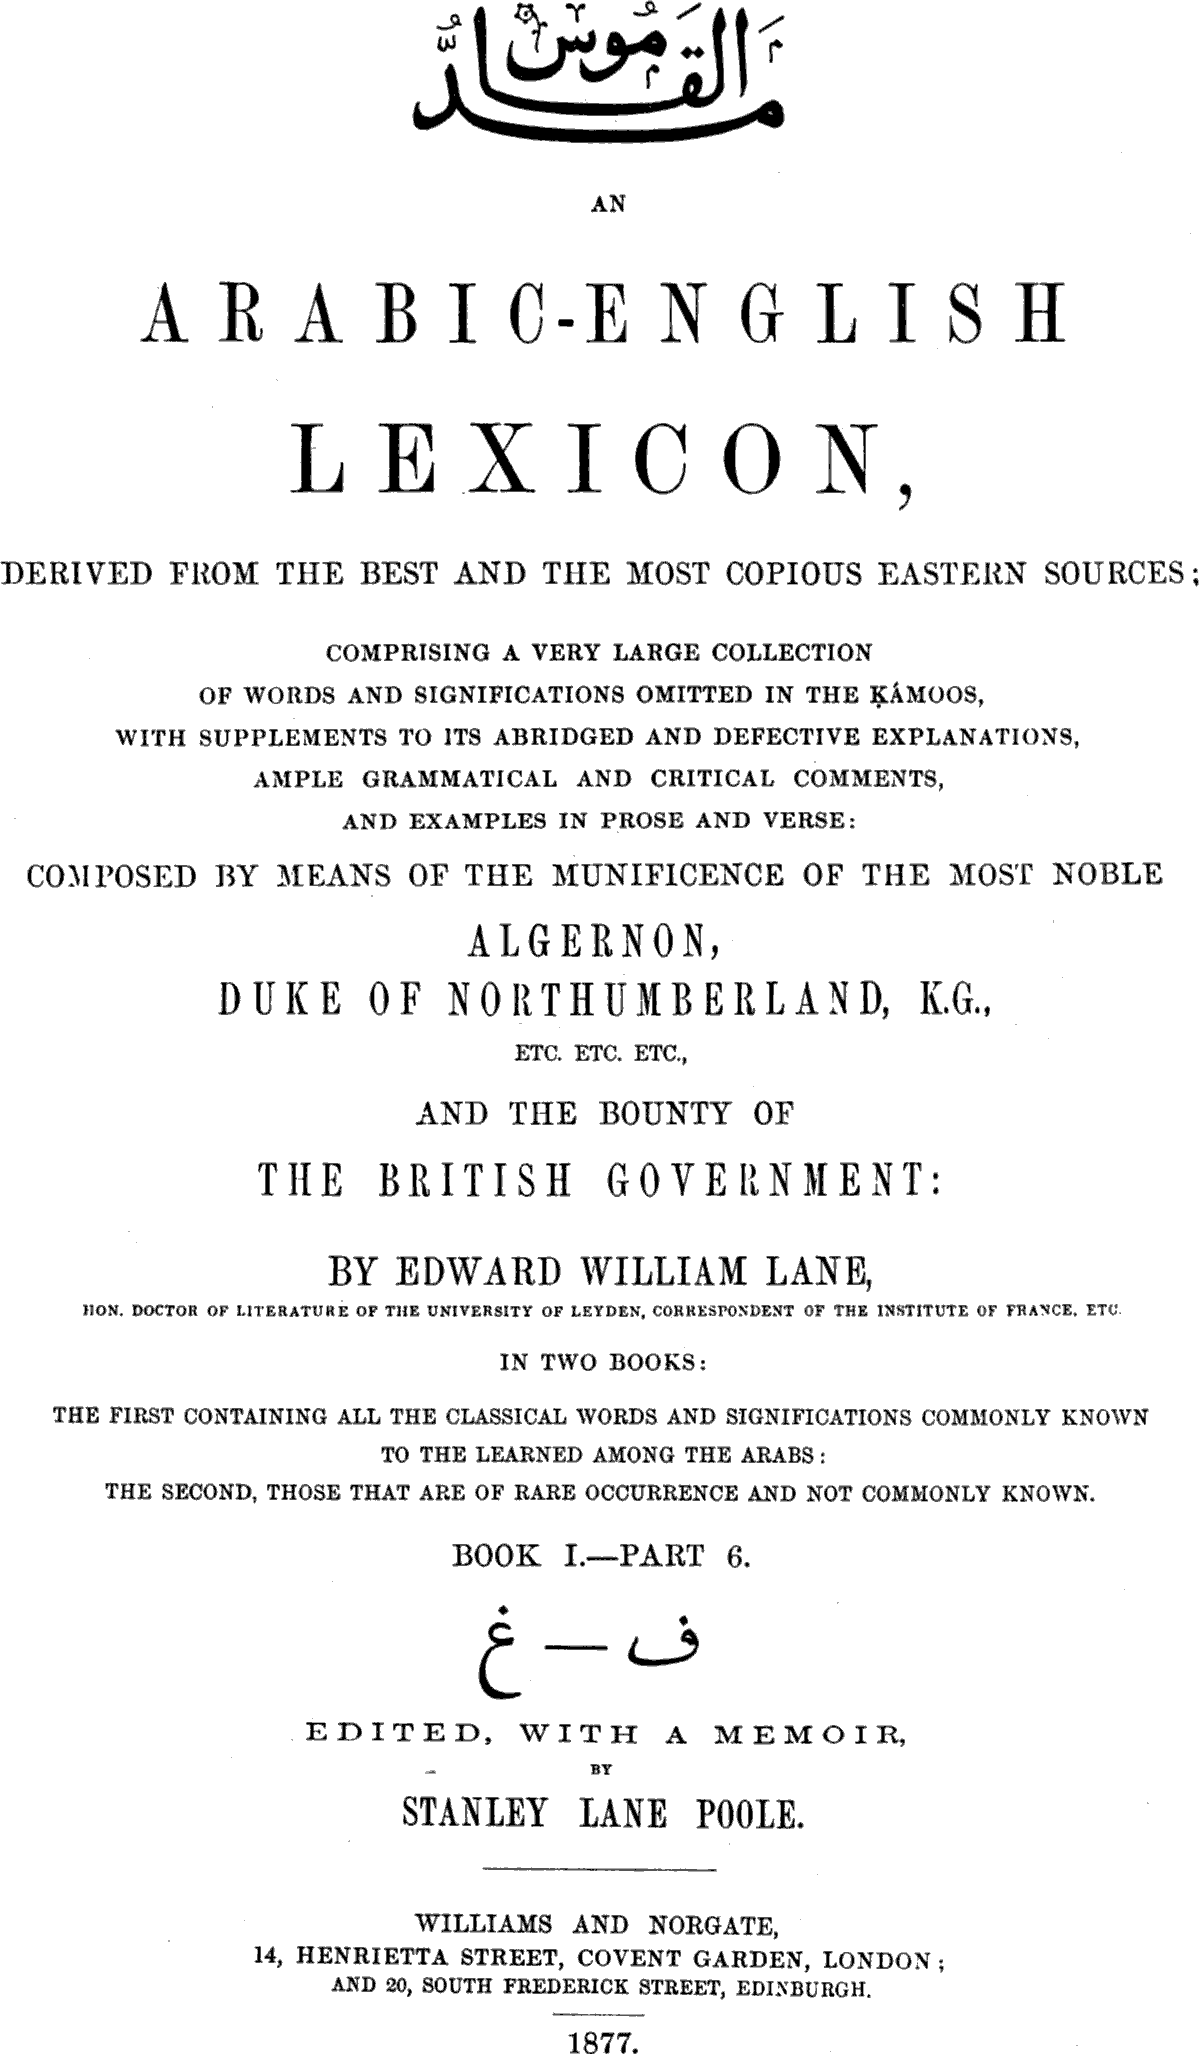 مَدُّ القَامُوسِ
AN
ARABIC-ENGLISH
LEXICON,
DERIVED FROM THE BEST AND THE MOST COPIOUS EASTERN SOURCES;
COMPRISING A VERY LARGE COLLECTION
OF WORDS AND SIGNIFICATIONS OMITTED IN THE ḲÁMOOS,
WITH SUPPLEMENTS TO ITS ABRIDGED AND DEFECTIVE EXPLANATIONS,
AMPLE GRAMMATICAL AND CRITICAL COMMENTS,
AND EXAMPLES IN PROSE AND VERSE:
COMPOSED BY MEANS OF THE MUNIFICENCE OF THE MOST NOBLE
ALGERNON,
DUKE OF NORTHUMBERLAND, K.G.,
ETC. ETC. ETC.,
AND THE BOUNTY OF
THE BRITISH GOVERNMENT:
BY EDWARD WILLIAM LANE,
HON. DOCTOR OF LITERATURE OF THE UNIVERSITY OF LEYDEN, CORRESPONDENT OF THE INSTITUTE OF FRANCE, ETC.
IN TWO BOOKS:
THE FIRST CONTAINING ALL THE CLASSICAL WORDS AND SIGNIFICATIONS COMMONLY KNOWN
TO THE LEARNED AMONG THE ARABS:
THE SECOND, THOSE THAT ARE OF RARE OCCURRENCE AND NOT COMMONLY KNOWN.
BOOK I.—PART 6.
غ — ف
EDITED, WITH A MEMOIR,
BY
STANLEY LANE POOLE.
WILLIAMS AND NORGATE,
14, HENRIETTA STREET, COVENT GARDEN, LONDON;
AND 20, SOUTH FREDERICK STREET, EDINBURGH.
1877.